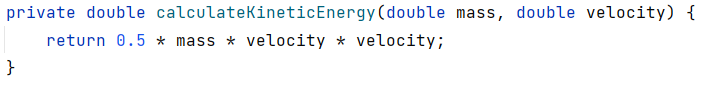 private double calculateKineticEnergy(double mass, double velocity) {
    return 0.5 * mass * velocity * velocity;
}